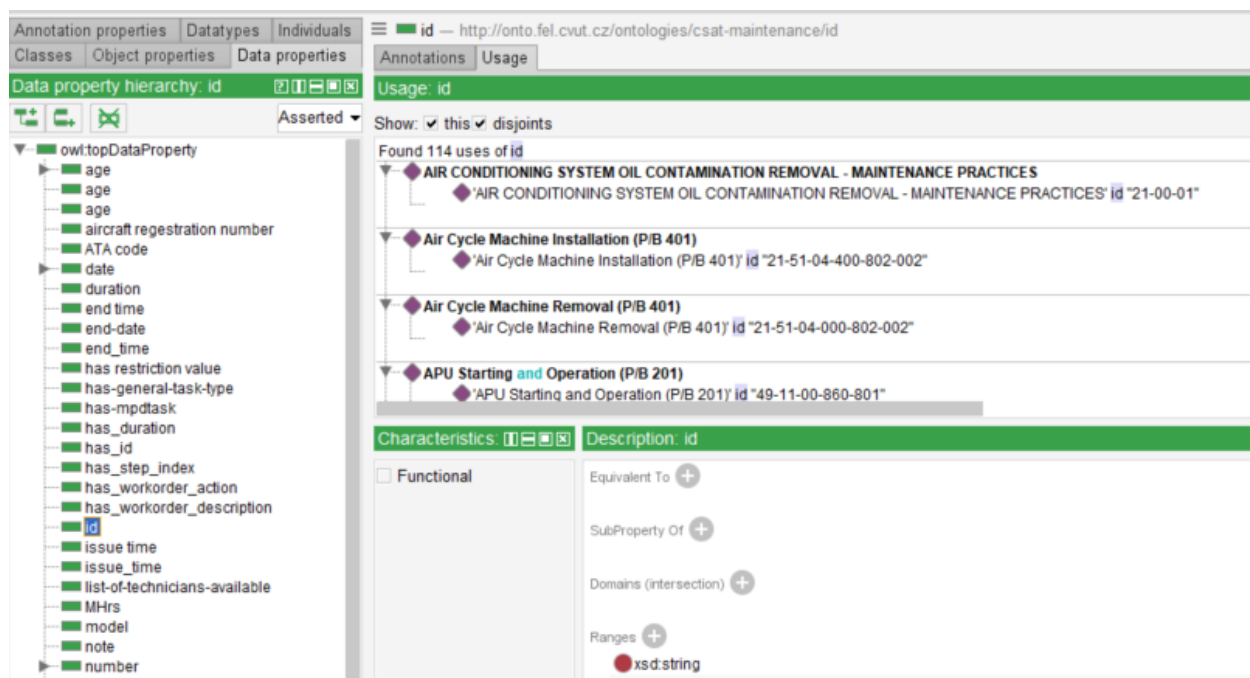 Annotation properties Datatypes Individuals
Classes Object properties Data properties
Data property hierarchy: id
Asserted
owl:topDataProperty
age
age
age
aircraft regestration number
ATA code
date
duration
end time
end-date
end_time
has restriction value
has-general-task-type
has-mpdtask
has_duration
has_id
has_step_index
has_workorder_action
has_workorder_description
id
issue time
issue_time
list-of-technicians-available
MHrs
model
note
number
id — http://onto.fel.cvut.cz/ontologies/csat-maintenance/id
Annotations Usage
Usage: id
Show: this disjoints
Found 114 uses of id
AIR CONDITIONING SYSTEM OIL CONTAMINATION REMOVAL - MAINTENANCE PRACTICES
'AIR CONDITIONING SYSTEM OIL CONTAMINATION REMOVAL - MAINTENANCE PRACTICES' id "21-00-01"
Air Cycle Machine Installation (P/B 401)
'Air Cycle Machine Installation (P/B 401)' id "21-51-04-400-802-002"
Air Cycle Machine Removal (P/B 401)
'Air Cycle Machine Removal (P/B 401)' id "21-51-04-000-802-002"
APU Starting and Operation (P/B 201)
'APU Starting and Operation (P/B 201)' id "49-11-00-860-801"
Characteristics:
Functional
Description: id
Equivalent To
SubProperty Of
Domains (intersection)
Ranges
xsd:string